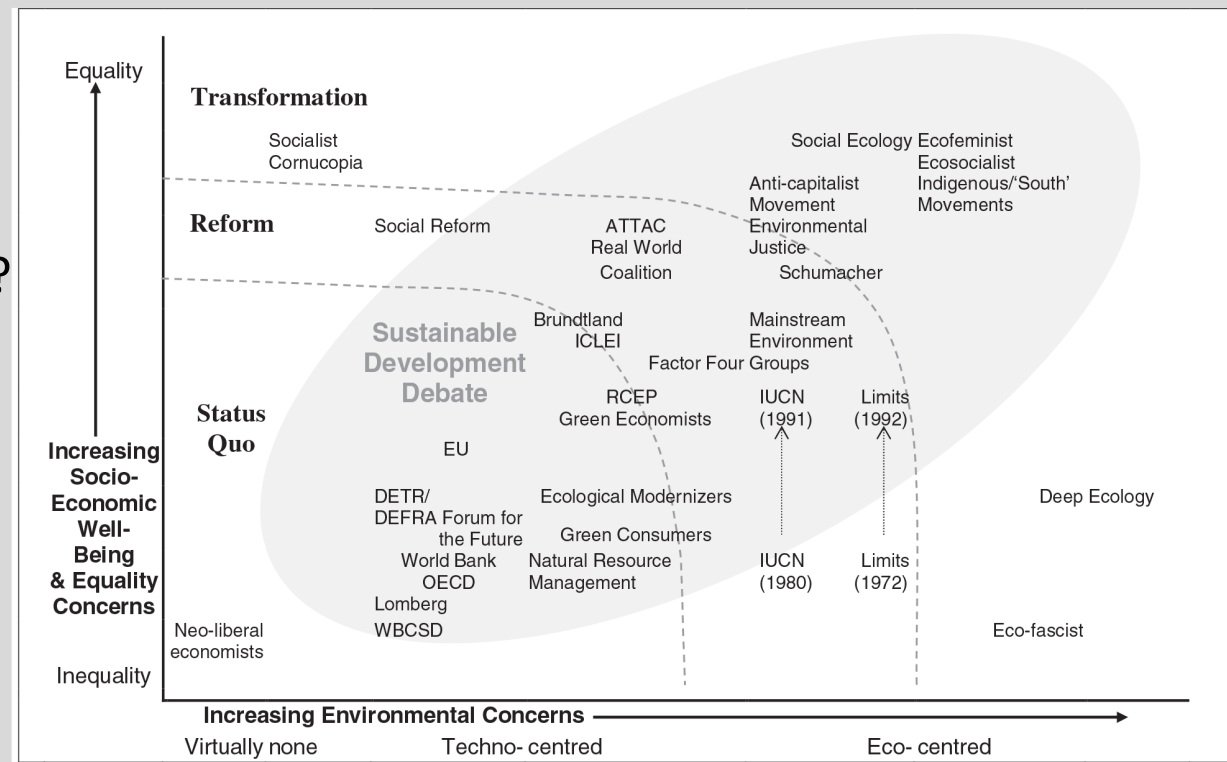 Equality
Transformation
Socialist
Cornucopia
Social Ecology
Ecofeminist
Ecosocialist
Indigenous/‘South’
Movements
Anti-capitalist
Movement
Environmental
Justice
Reform
Social Reform
ATTAC
Real World
Coalition
Schumacher
?
Sustainable
Development
Debate
Brundtland
ICLEI
Mainstream
Environment
Factor Four Groups
Status
Quo
RCEP
Green Economists
IUCN
(1991)
Limits
(1992)
EU
Increasing
Socio-
Economic
Well-
Being
& Equality
Concerns
DETR/
DEFRA Forum for
the Future
Ecological Modernizers
Deep Ecology
Green Consumers
World Bank
OECD
Natural Resource
Management
IUCN
(1980)
Limits
(1972)
Lomberg
WBCSD
Neo-liberal
economists
Eco-fascist
Inequality
Increasing Environmental Concerns
Virtually none
Techno- centred
Eco- centred